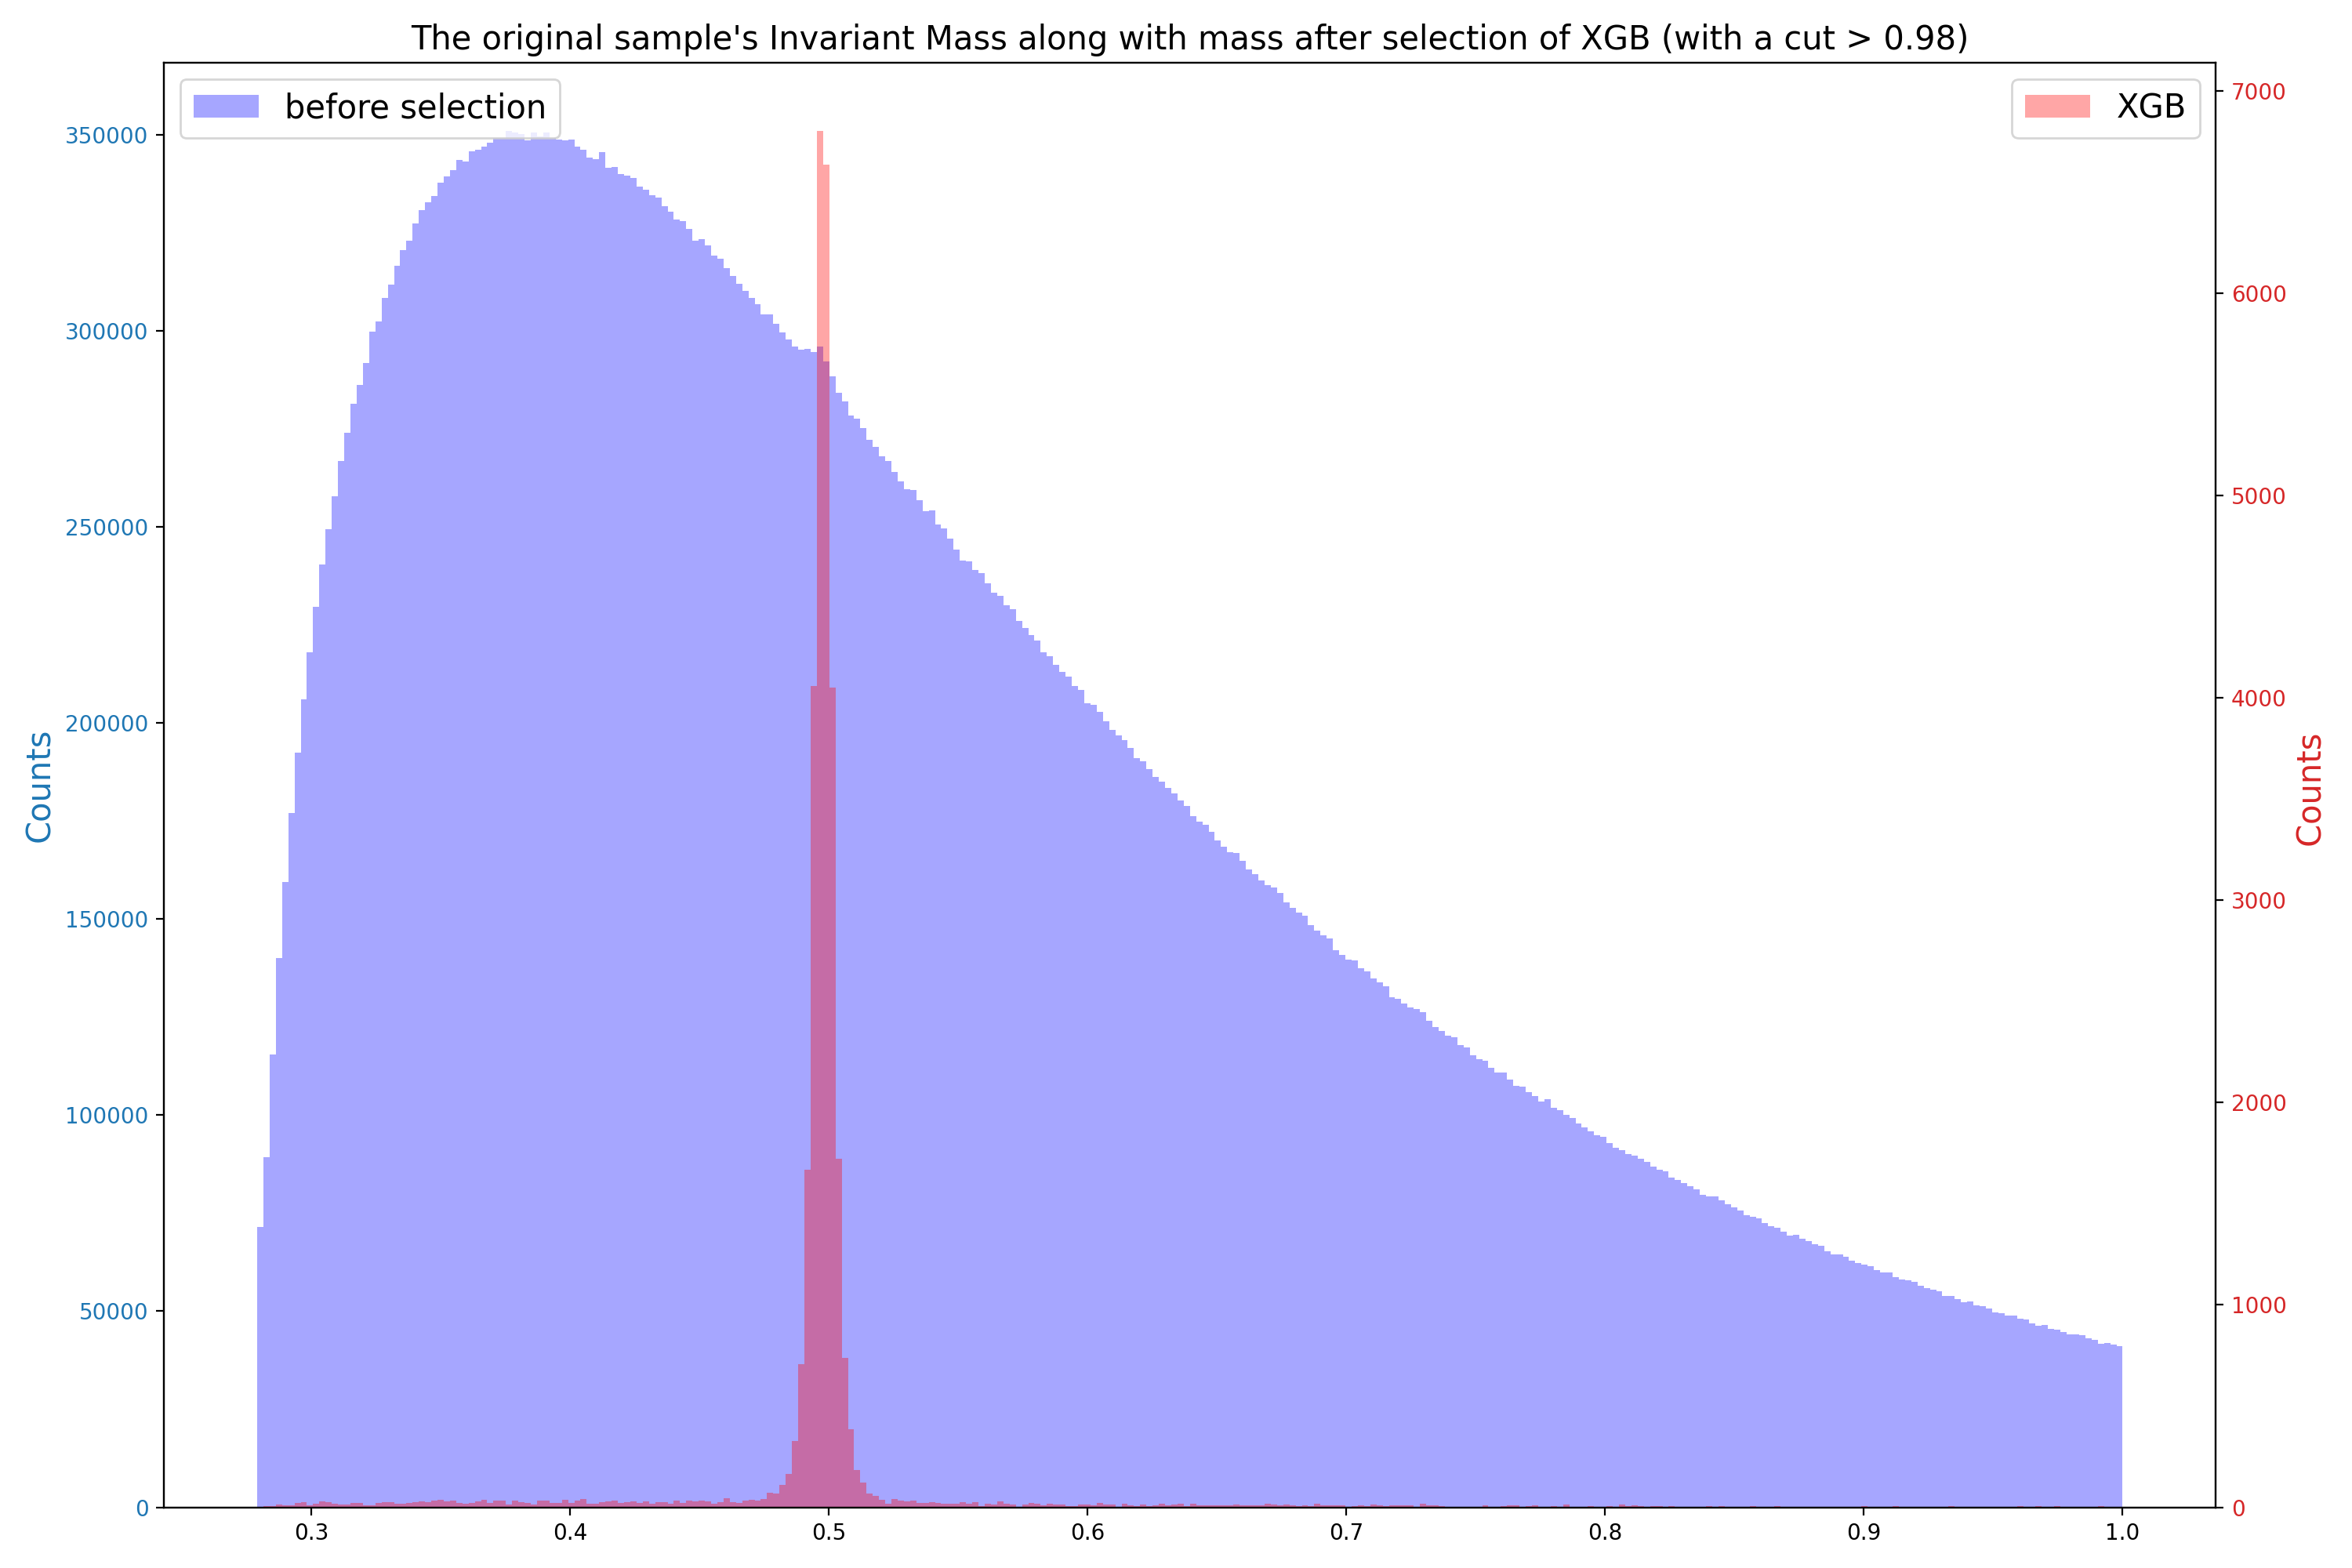 The original sample's Invariant Mass along with mass after selection of XGB (with a cut > 0.98)
before selection
XGB
350000
300000
250000
200000
150000
100000
50000
0
Counts
7000
6000
5000
4000
3000
2000
1000
0
Counts
0.3 0.4 0.5 0.6 0.7 0.8 0.9 1.0